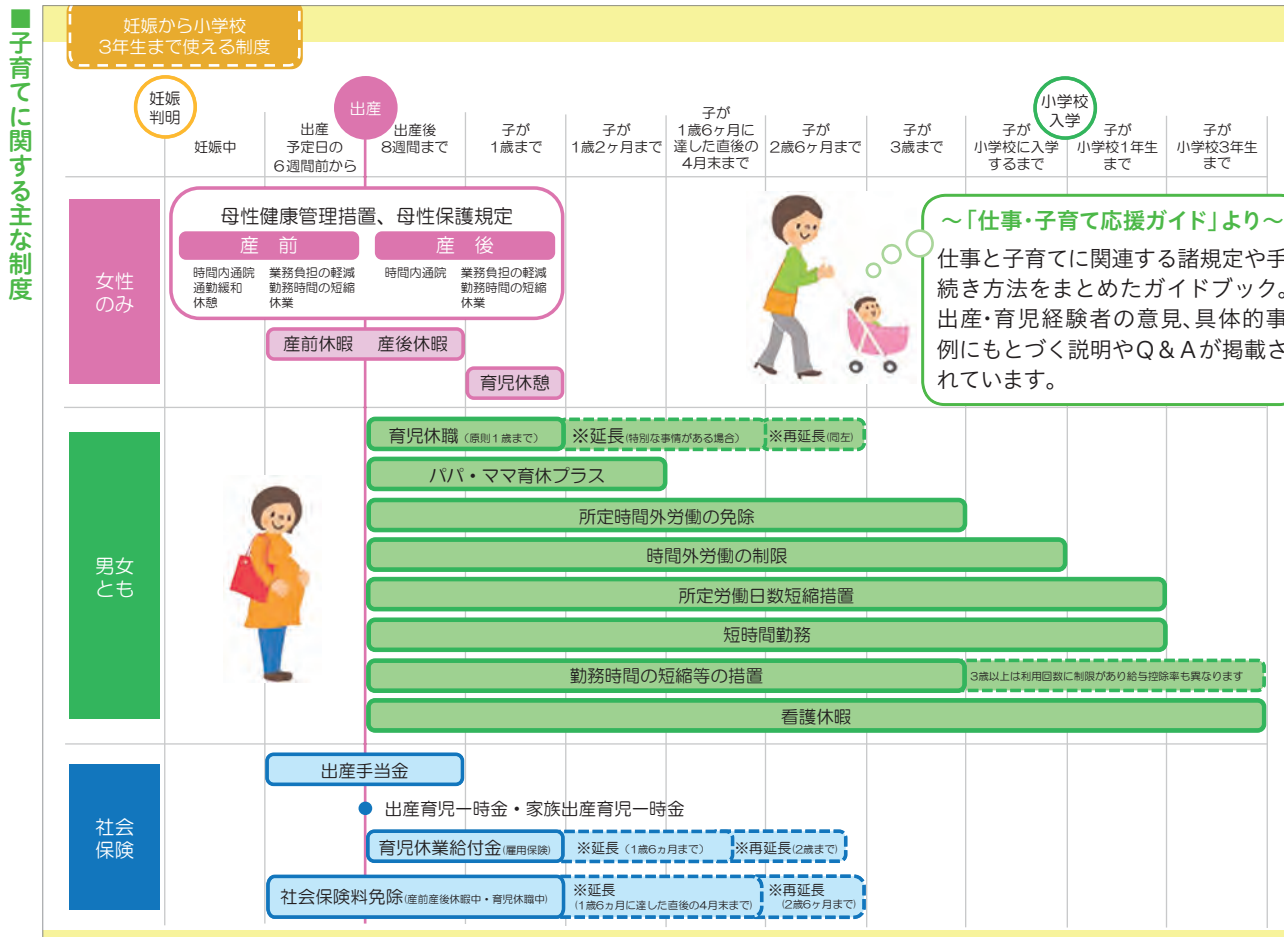 ■子育てに関する主な制度
妊娠から小学校
3年生まで使える制度
妊娠
判明
出産
小学校
入学
妊娠中
出産
予定日の
6週間前から
出産後
8週間まで
子が
1歳まで
子が
1歳2ヶ月まで
子が
1歳6ヶ月に
達した直後の
4月末まで
子が
2歳6ヶ月まで
子が
3歳まで
子が
小学校に入学
するまで
子が
小学校1年生
まで
子が
小学校3年生
まで
女性
のみ
母性健康管理措置、母性保護規定
産 前
産 後
時間内通院
通勤緩和
休憩
業務負担の軽減
勤務時間の短縮
休業
時間内通院
業務負担の軽減
勤務時間の短縮
休業
産前休暇
産後休暇
育児休憩
～「仕事・子育て応援ガイド」より～
仕事と子育てに関連する諸規定や手
続き方法をまとめたガイドブック。
出産・育児経験者の意見、具体的事
例にもとづく説明やQ&Aが掲載さ
れています。
男女
とも
育児休職(原則1歳まで)
※延長(特別な事情がある場合)
※再延長(同左)
パパ・ママ育休プラス
所定時間外労働の免除
時間外労働の制限
所定労働日数短縮措置
短時間勤務
勤務時間の短縮等の措置
3歳以上は利用回数に制限があり給与控除率も異なります
看護休暇
社会
保険
出産手当金
出産育児一時金・家族出産育児一時金
育児休業給付金(雇用保険)
※延長(1歳6ヵ月まで)
※再延長(2歳まで)
社会保険料免除(産前産後休暇中・育児休職中)
※延長
(1歳6ヵ月に達した直後の4月末まで)
※再延長
(2歳6ヶ月まで)